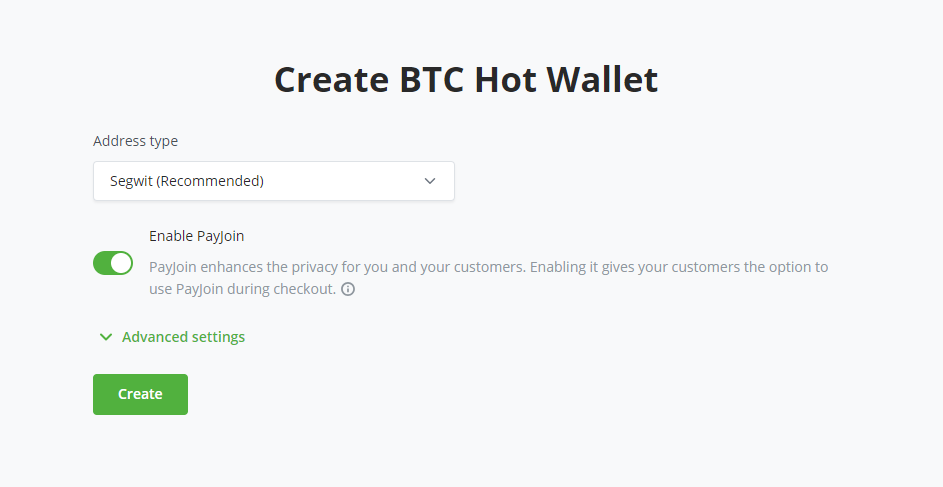 Create BTC Hot Wallet
Address type
Segwit (Recommended)
Enable PayJoin
PayJoin enhances the privacy for you and your customers. Enabling it gives your customers the option to
use PayJoin during checkout.
Advanced settings
Create